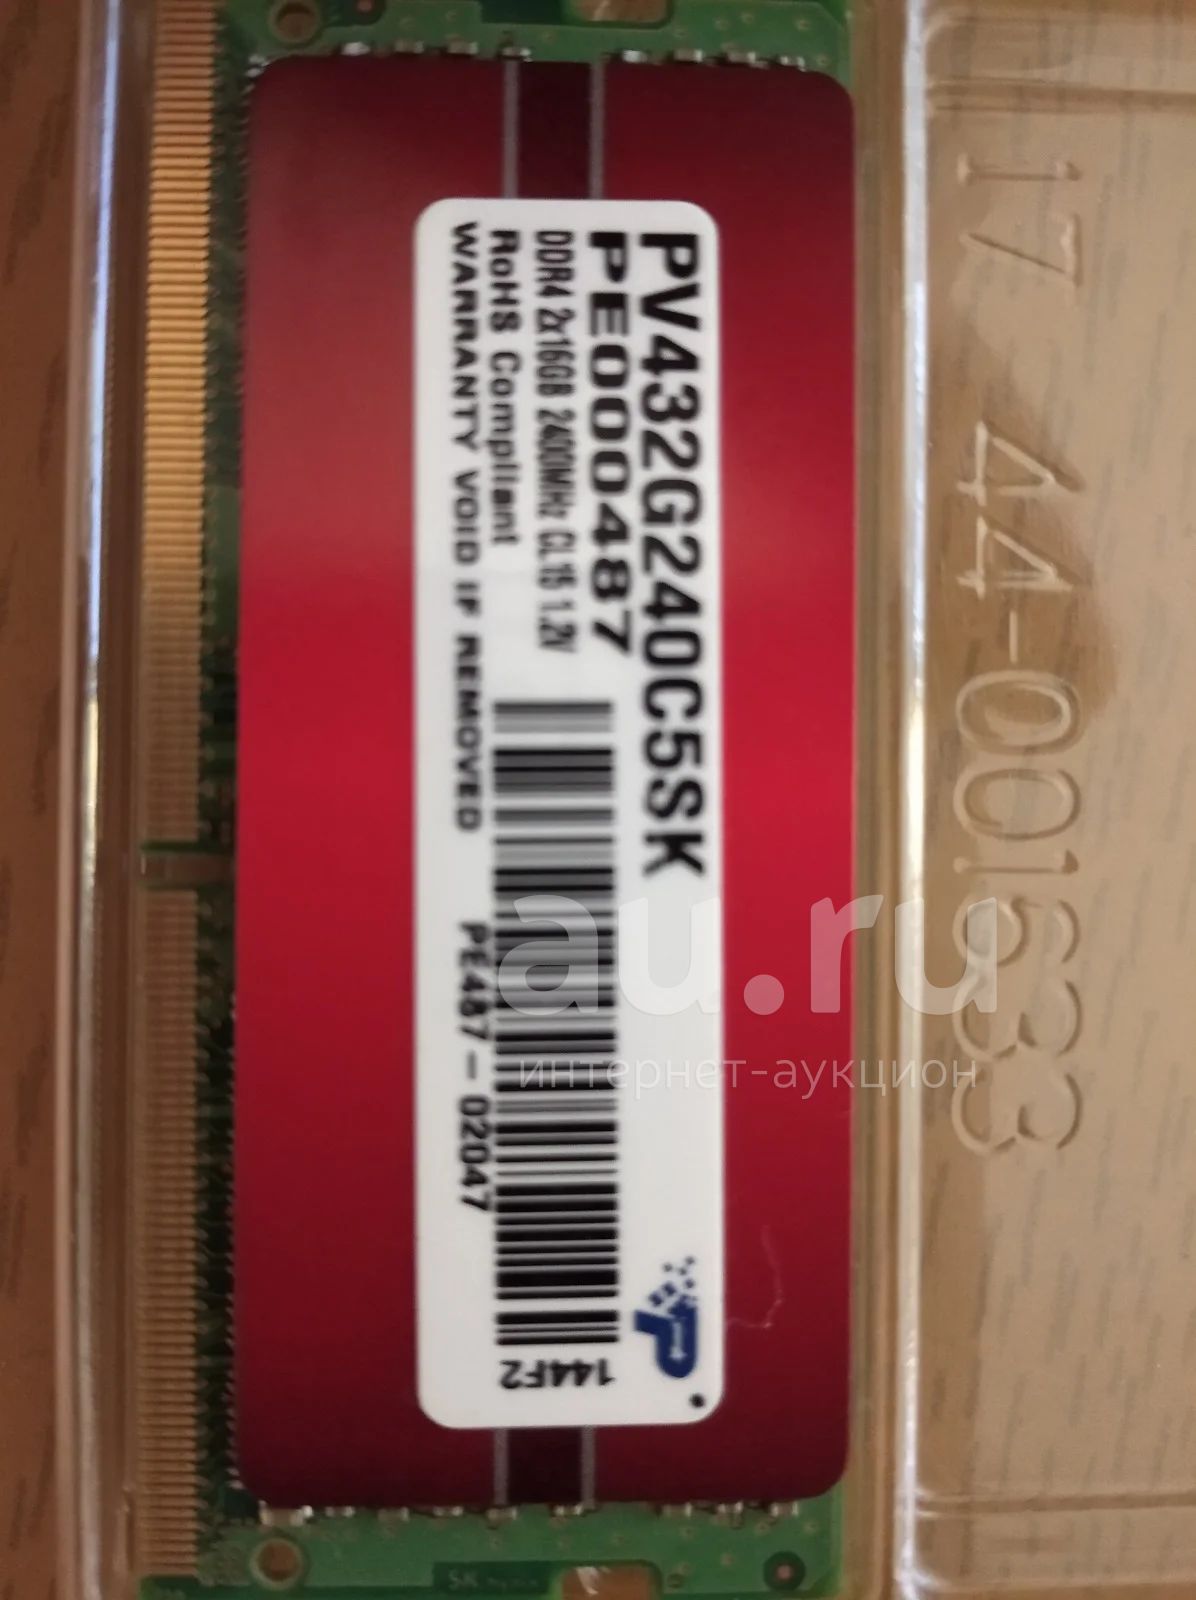 PV432G240C5SK
PE000487
DDR4 2x16GB 2400MHz CL15 1.2V
RoHS Compliant
WARRANTY VOID IF REMOVED
PE487-02047
144F2
17 44-001633
au.ru
интернет-аукцион